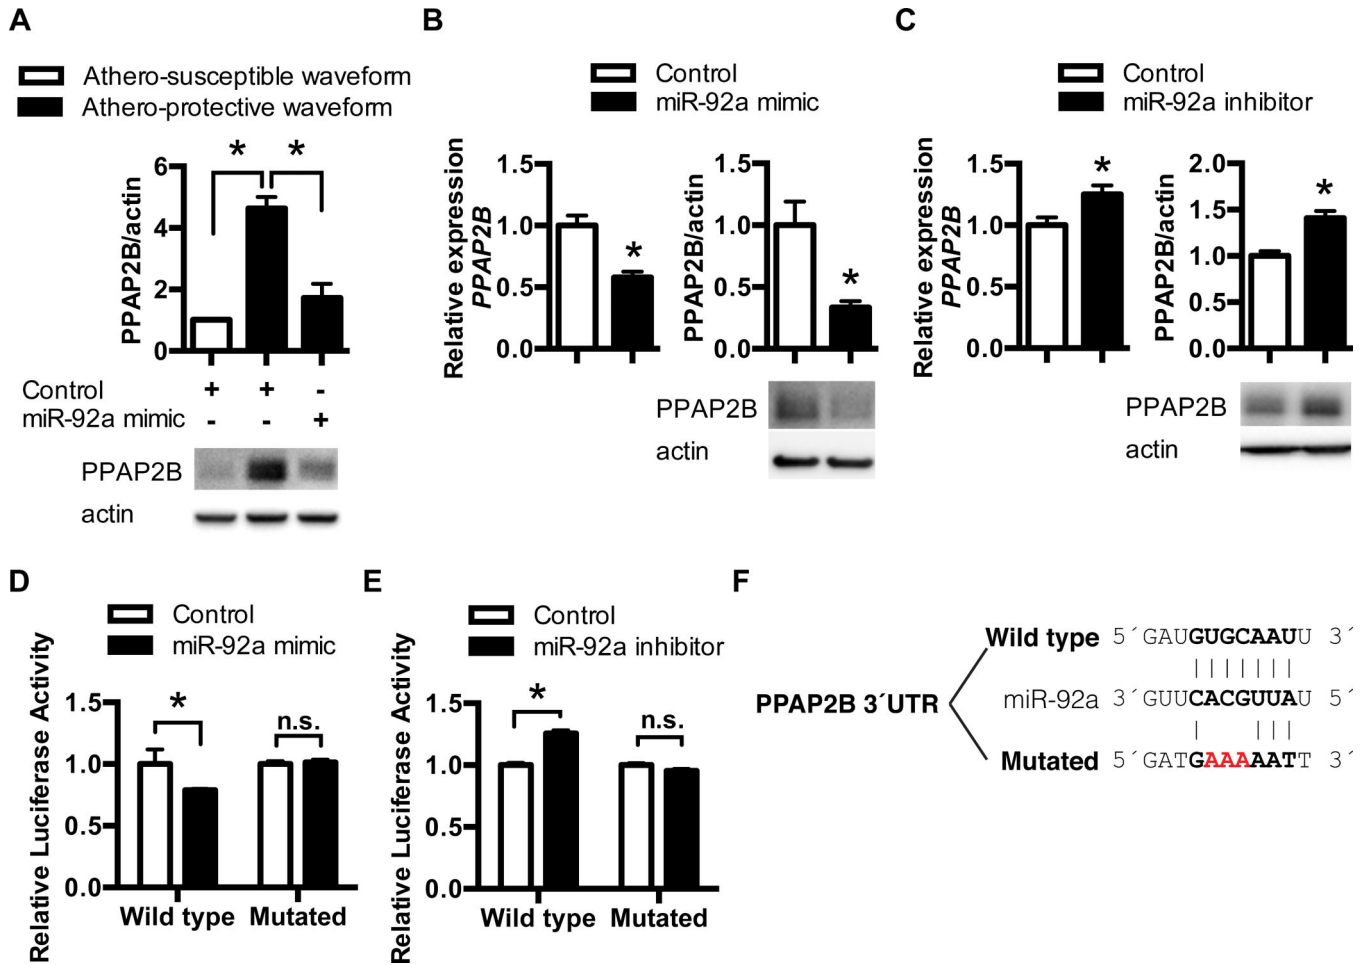 A
Athero-susceptible waveform
Athero-protective waveform
* *
PPAP2B/actin
6
4
2
0
Control + + -
miR-92a mimic - - +
PPAP2B
actin
B
Control
miR-92a mimic
Relative expression
PPAP2B
1.5
1.0
0.5
0.0
*
PPAP2B/actin
1.5
1.0
0.5
0.0
*
PPAP2B
actin
C
Control
miR-92a inhibitor
Relative expression
PPAP2B
1.5
1.0
0.5
0.0
*
PPAP2B/actin
2.0
1.5
1.0
0.5
0.0
*
PPAP2B
actin
D
Control
miR-92a mimic
Relative Luciferase Activity
1.5
1.0
0.5
0.0
* n.s.
Wild type Mutated
E
Control
miR-92a inhibitor
Relative Luciferase Activity
1.5
1.0
0.5
0.0
* n.s.
Wild type Mutated
F
PPAP2B 3´UTR
Wild type 5´GAUGUGCAAUU 3´
miR-92a 3´GUUCACGUUAU 5´
Mutated 5´GATGAAAAATT 3´